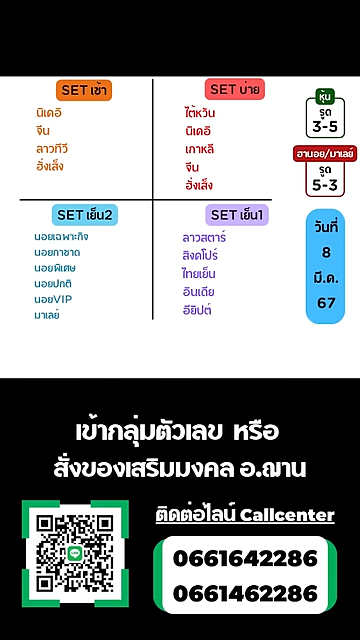 SET เช้า
นิเคอิ
จีน
ลาวทีวี
ฮั่งเส็ง
SET บ่าย
ไต้หวัน
นิเคอิ
เกาหลี
จีน
ฮั่งเส็ง
หุ้น
รูด
3-5
ฮานอย/มาเลย์
รูด
5-3
SET เย็น2
นอยเฉพาะกิจ
นอยกาชาด
นอยพิเศษ
นอยปกติ
นอยVIP
มาเลย์
SET เย็น1
ลาวสตาร์
สิงคโปร์
ไทยเย็น
อินเดีย
อียิปต์
วันที่
8
มี.ค.
67
เข้ากลุ่มตัวเลข หรือ
สั่งของเสริมมงคล อ.ฌาน
ติดต่อไลน์ Callcenter
0661642286
0661462286